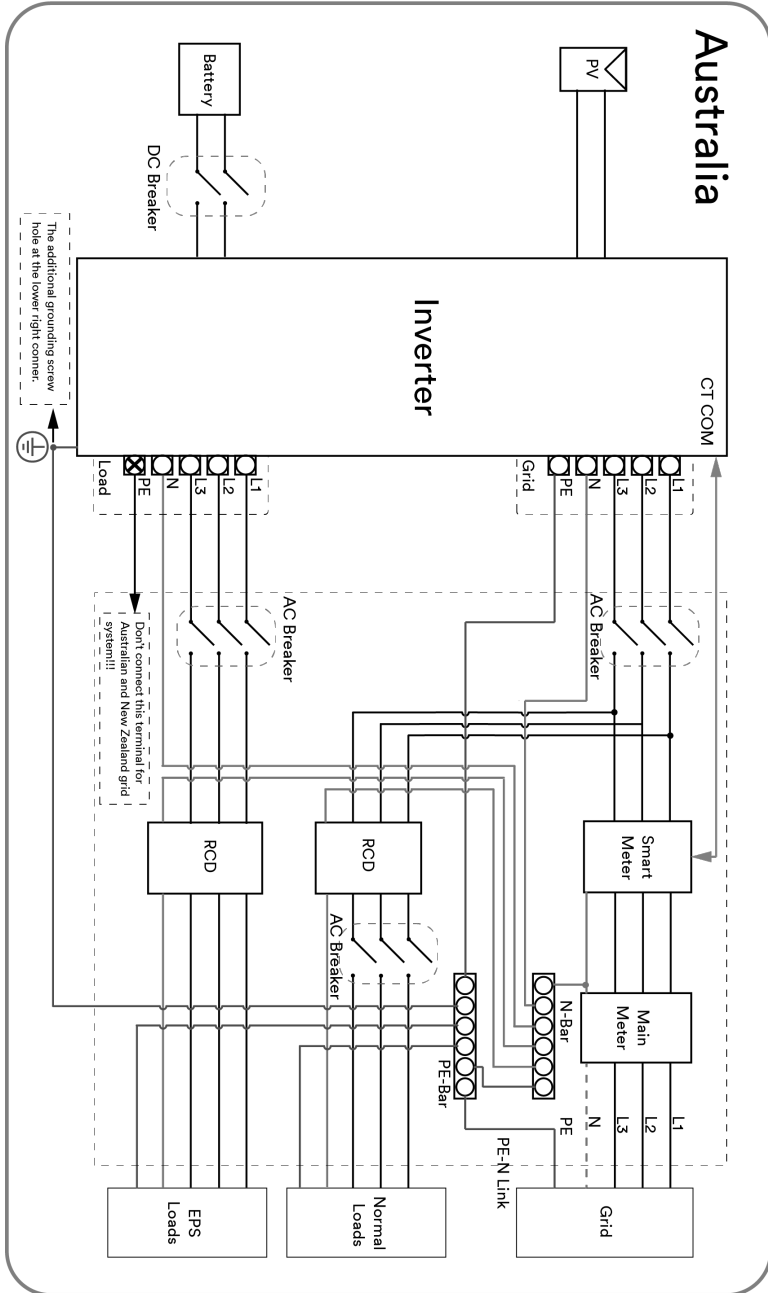 Australia
PV
Battery
DC Breaker
The additional grounding screw
hole at the lower right conner.
Inverter
CT COM
Grid
L1
L2
L3
N
PE
Load
L1
L2
L3
N
PE
AC Breaker
AC Breaker
Don't connect this terminal for
Australian and New Zealand grid
system!!!
Smart
Meter
RCD
RCD
AC Breaker
Main
Meter
N-Bar
PE-Bar
L1
L2
L3
N
PE
PE-N Link
Grid
Normal
Loads
EPS
Loads